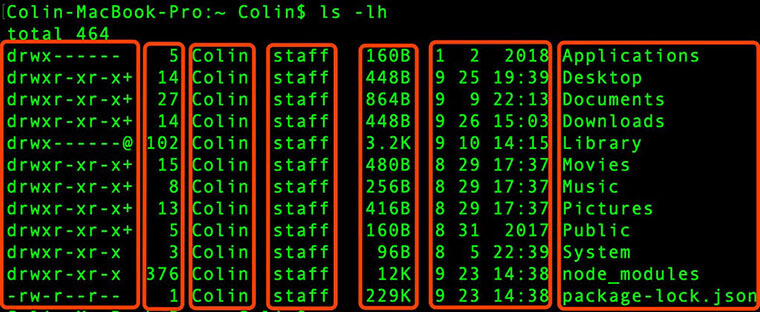 Colin-MacBook-Pro:~ Colin$ ls -lh
total 464
drwx------    5 Colin  staff   160B  1  2  2018 Applications
drwxr-xr-x+  14 Colin  staff   448B  9 25 19:39 Desktop
drwxr-xr-x+  27 Colin  staff   864B  9  9 22:13 Documents
drwxr-xr-x+  14 Colin  staff   448B  9 26 15:03 Downloads
drwx------@ 102 Colin  staff   3.2K  9 10 14:15 Library
drwxr-xr-x+  15 Colin  staff   480B  8 29 17:37 Movies
drwxr-xr-x+   8 Colin  staff   256B  8 29 17:37 Music
drwxr-xr-x+  13 Colin  staff   416B  8 29 17:37 Pictures
drwxr-xr-x+   5 Colin  staff   160B  8 31  2017 Public
drwxr-xr-x    3 Colin  staff    96B  8  5 22:39 System
drwxr-xr-x  376 Colin  staff    12K  9 23 14:38 node_modules
-rw-r--r--    1 Colin  staff   229K  9 23 14:38 package-lock.json